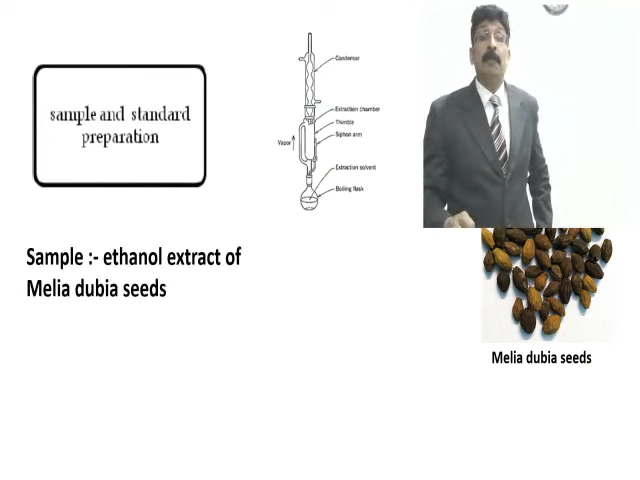 sample and standard
preparation
Condenser
Extraction chamber
Thimble
Siphon arm
Vapor
Extraction solvent
Boiling flask
Sample :- ethanol extract of
Melia dubia seeds
Melia dubia seeds